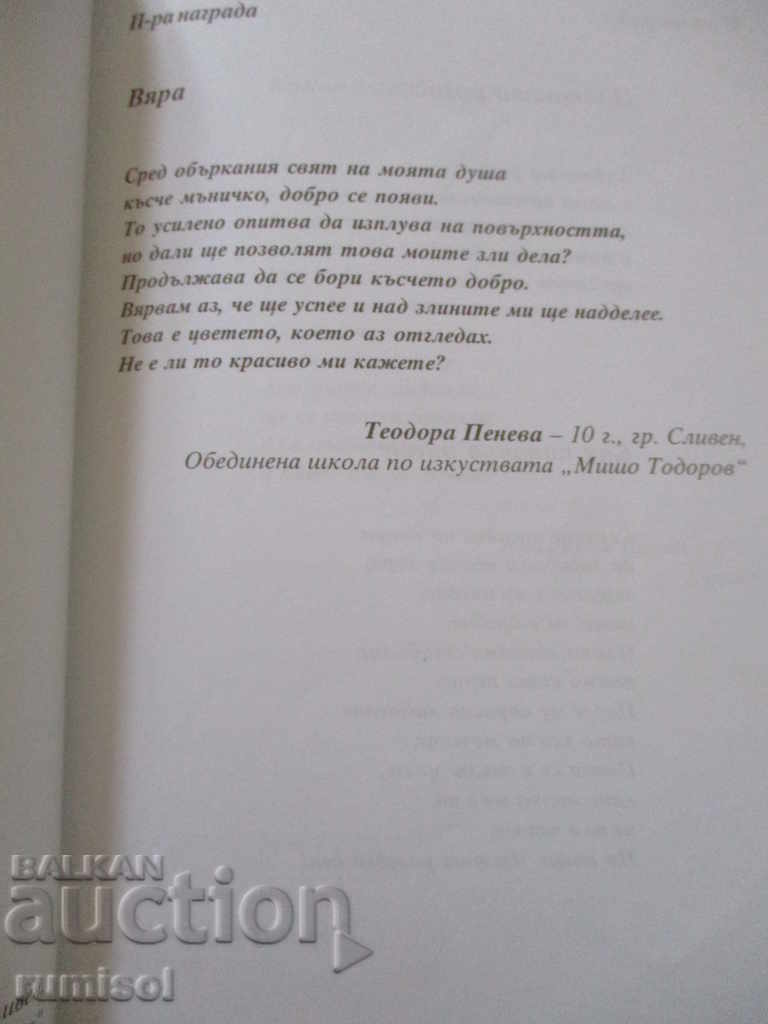 II-ра награда
Вяра
Сред объркания свят на моята душа
късче мъничко, добро се появи.
То усилено опитва да изплува на повърхността,
но дали ще позволят това моите зли дела?
Продължава да се бори късчето добро.
Вярвам аз, че ще успее и над злините ми ще надделее.
Това е цветето, което аз отгледах.
Не е ли то красиво ми кажете?
Теодора Пенева – 10 г., гр. Сливен,
Обединена школа по изкуствата „Мишо Тодоров“
BALKAN
auction
rumisol